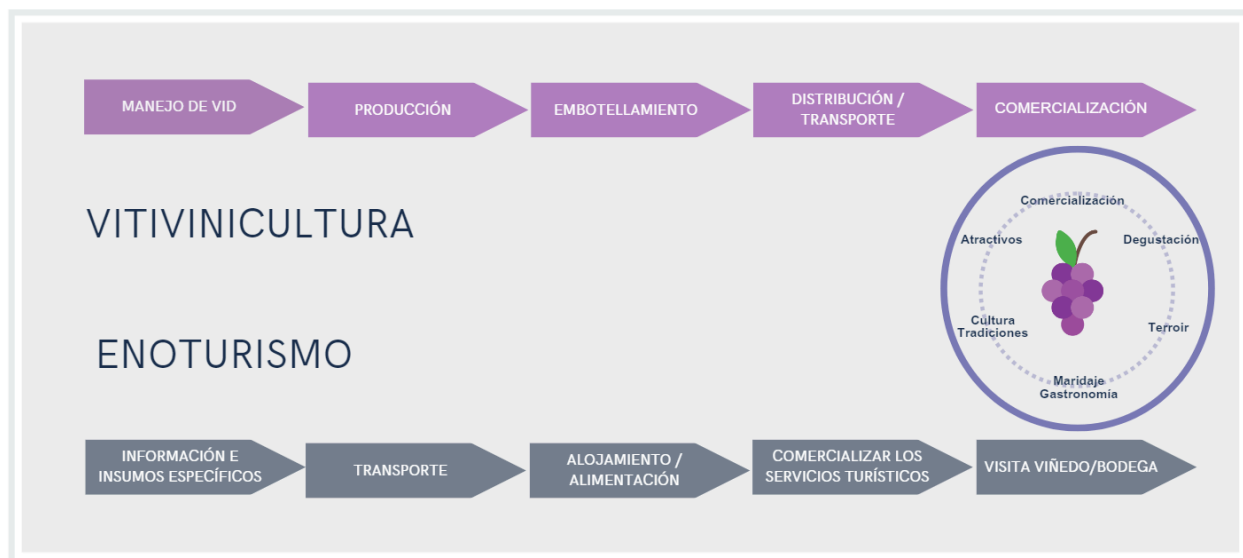 MANEJO DE VID
PRODUCCIÓN
EMBOTELLAMIENTO
DISTRIBUCIÓN /
TRANSPORTE
COMERCIALIZACIÓN
VITIVINICULTURA
Comercialización
Atractivos
Degustación
Cultura
Tradiciones
Terroir
Maridaje
Gastronomía
ENOTURISMO
INFORMACIÓN E
INSUMOS ESPECÍFICOS
TRANSPORTE
ALOJAMIENTO /
ALIMENTACIÓN
COMERCIALIZAR LOS
SERVICIOS TURÍSTICOS
VISITA VIÑEDO/BODEGA